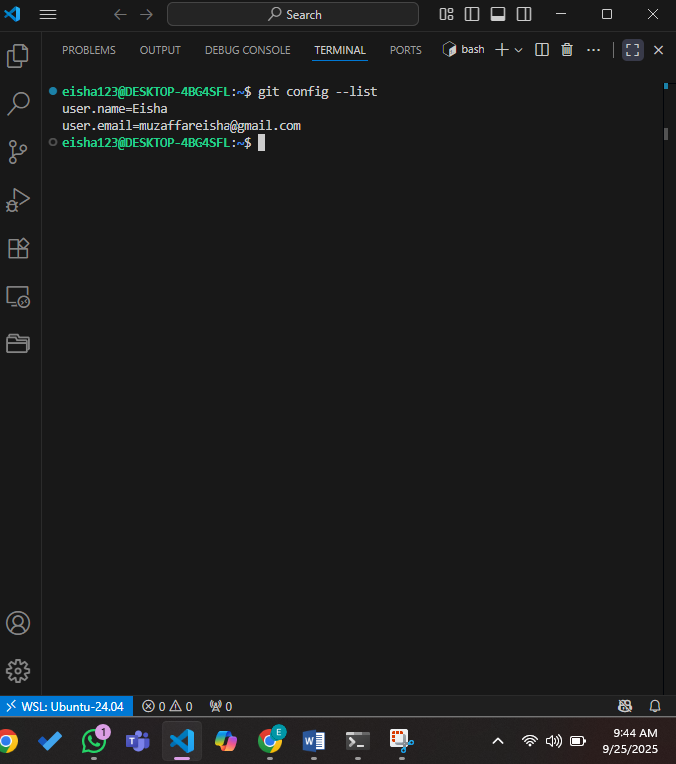 Search
PROBLEMS OUTPUT DEBUG CONSOLE TERMINAL PORTS bash
eisha123@DESKTOP-4BG4SFL:~$ git config --list
user.name=Eisha
user.email=muzaffareisha@gmail.com
eisha123@DESKTOP-4BG4SFL:~$
WSL: Ubuntu-24.04 0 0 0
1 E
9:44 AM
9/25/2025